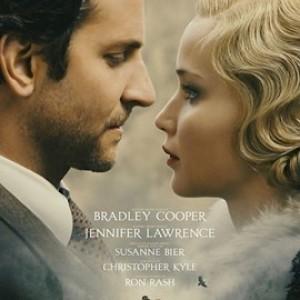 BRADLEY COOPER
JENNIFER LAWRENCE
SUSANNE BIER
CHRISTOPHER KYLE
RON RASH